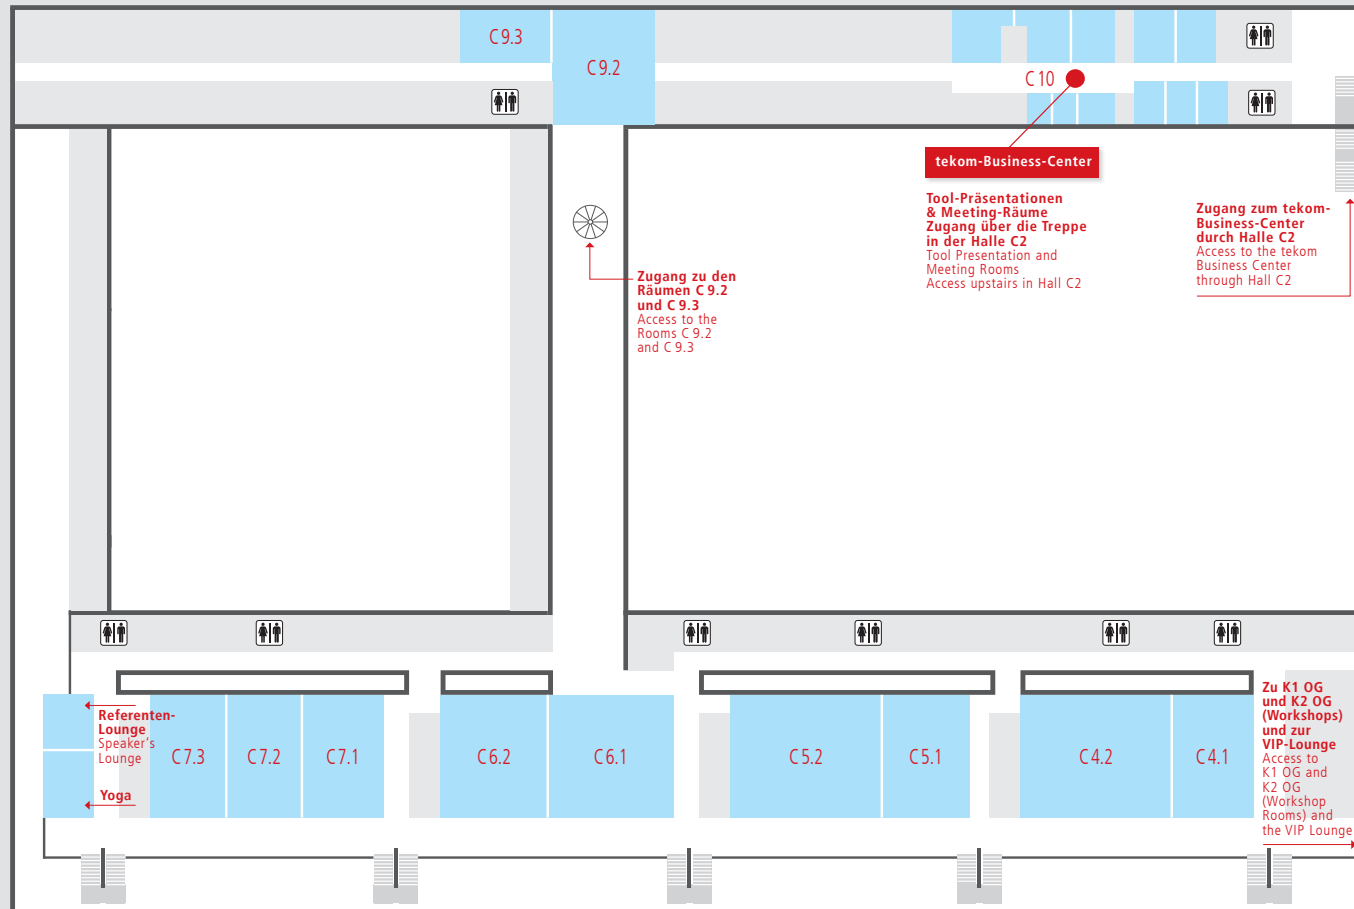 C 9.3
C 9.2
C 10
tekom-Business-Center
Tool-Präsentationen
& Meeting-Räume
Zugang über die Treppe
in der Halle C2
Tool Presentation and
Meeting Rooms
Access upstairs in Hall C2
Zugang zum tekom-
Business-Center
durch Halle C2
Access to the tekom
Business Center
through Hall C2
Zugang zu den
Räumen C 9.2
und C 9.3
Access to the
Rooms C 9.2
and C 9.3
Referenten-
Lounge
Speaker's
Lounge
Yoga
C 7.3
C 7.2
C 7.1
C 6.2
C 6.1
C 5.2
C 5.1
C 4.2
C 4.1
Zu K1 OG
und K2 OG
(Workshops)
und zur
VIP-Lounge
Access to
K1 OG and
K2 OG
(Workshop
Rooms) and
the VIP Lounge